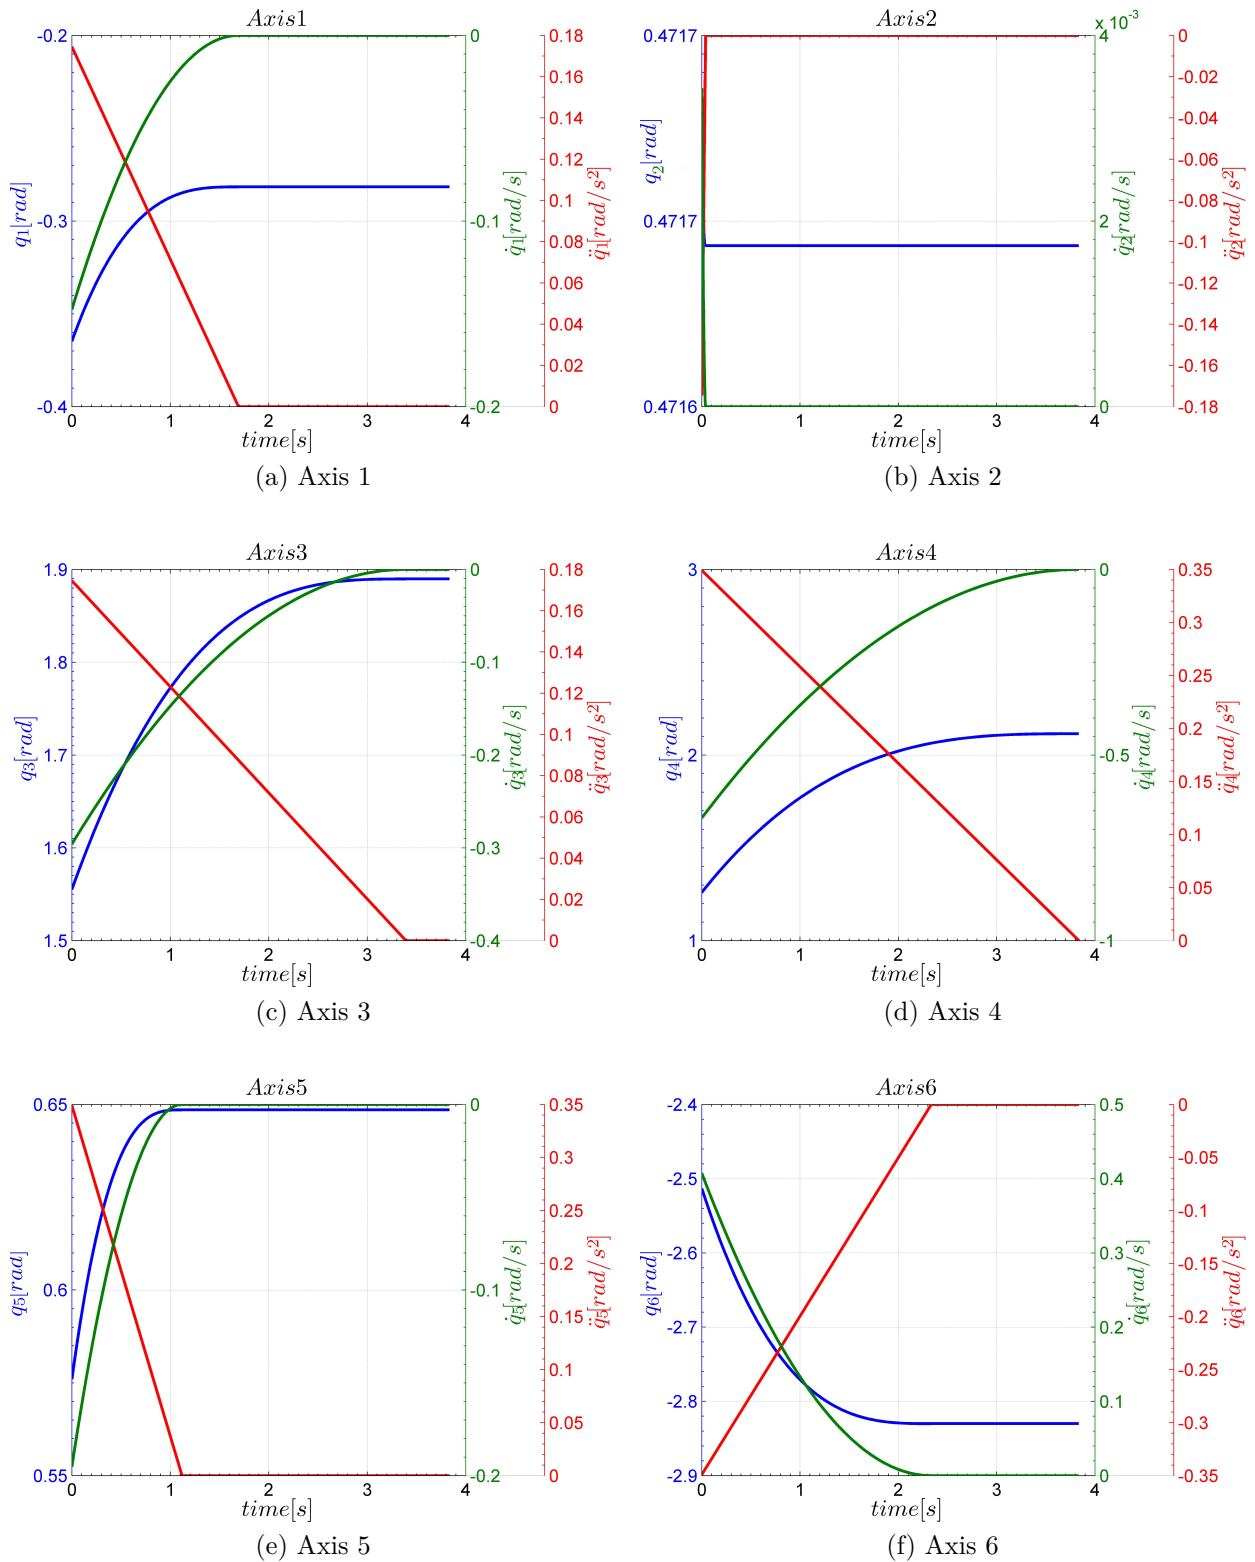 Axis1
-0.2
-0.3
-0.4
q1[rad]
0
-0.1
-0.2
q̇1[rad/s]
0.18
0.16
0.14
0.12
0.1
0.08
0.06
0.04
0.02
0
q̈1[rad/s²]
0 1 2 3 4
time[s]
(a) Axis 1
Axis2
0.4717
0.4717
0.4716
q2[rad]
x 10⁻³
4
2
0
q̇2[rad/s]
0
-0.02
-0.04
-0.06
-0.08
-0.1
-0.12
-0.14
-0.16
-0.18
q̈2[rad/s²]
0 1 2 3 4
time[s]
(b) Axis 2
Axis3
1.9
1.8
1.7
1.6
1.5
q3[rad]
0
-0.1
-0.2
-0.3
-0.4
q̇3[rad/s]
0.18
0.16
0.14
0.12
0.1
0.08
0.06
0.04
0.02
0
q̈3[rad/s²]
0 1 2 3 4
time[s]
(c) Axis 3
Axis4
3
2
1
q4[rad]
0
-0.5
-1
q̇4[rad/s]
0.35
0.3
0.25
0.2
0.15
0.1
0.05
0
q̈4[rad/s²]
0 1 2 3 4
time[s]
(d) Axis 4
Axis5
0.65
0.6
0.55
q5[rad]
0
-0.1
-0.2
q̇5[rad/s]
0.35
0.3
0.25
0.2
0.15
0.1
0.05
0
q̈5[rad/s²]
0 1 2 3 4
time[s]
(e) Axis 5
Axis6
-2.4
-2.5
-2.6
-2.7
-2.8
-2.9
q6[rad]
0.5
0.4
0.3
0.2
0.1
0
q̇6[rad/s]
0
-0.05
-0.1
-0.15
-0.2
-0.25
-0.3
-0.35
q̈6[rad/s²]
0 1 2 3 4
time[s]
(f) Axis 6